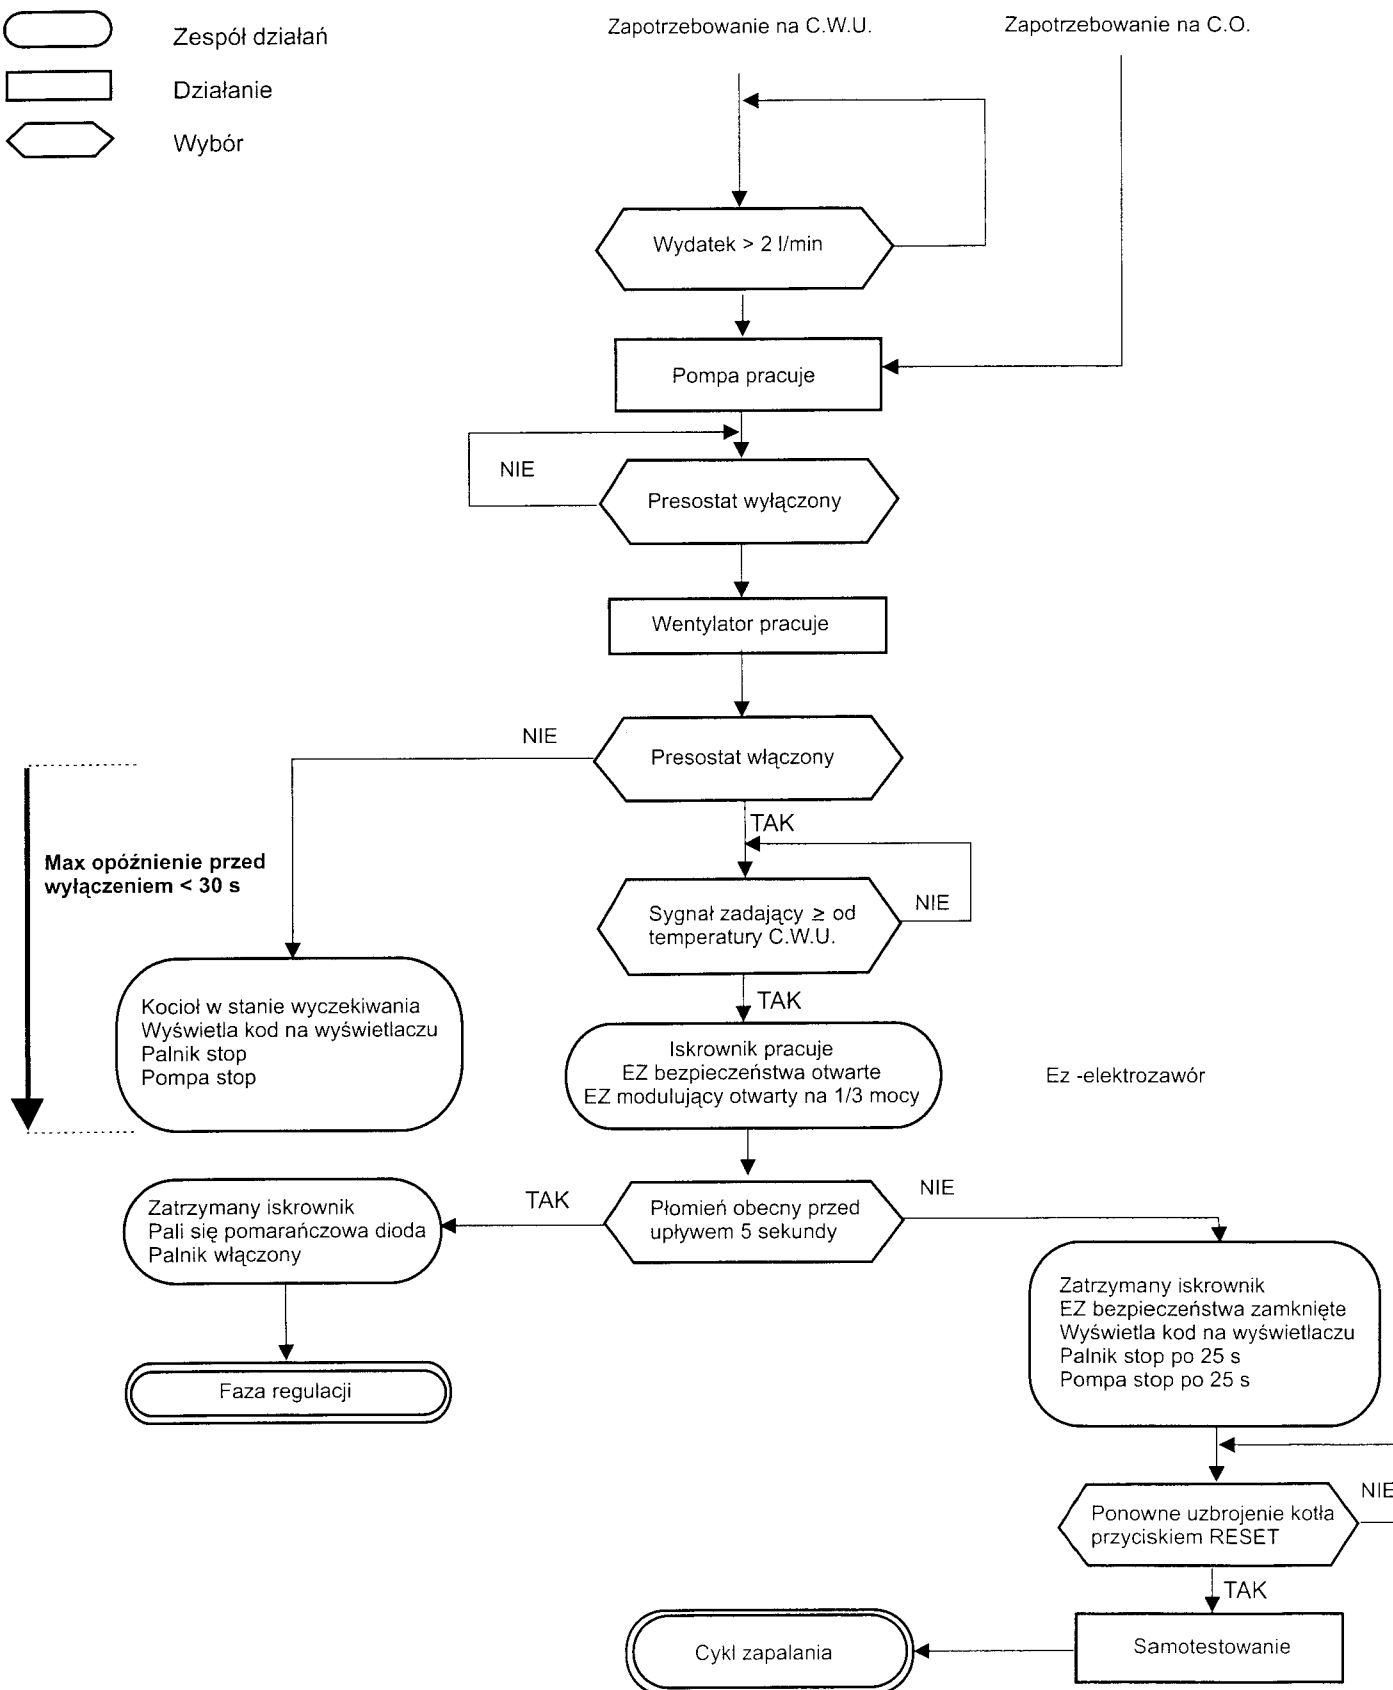 Zespół działań
Działanie
Wybór
Zapotrzebowanie na C.W.U.
Zapotrzebowanie na C.O.
Wydatek > 2 l/min
Pompa pracuje
NIE
Presostat wyłączony
Wentylator pracuje
NIE
Presostat włączony
TAK
Max opóźnienie przed
wyłączeniem < 30 s
Sygnał zadający ≥ od
temperatury C.W.U.
NIE
TAK
Kocioł w stanie wyczekiwania
Wyświetla kod na wyświetlaczu
Palnik stop
Pompa stop
Iskrownik pracuje
EZ bezpieczeństwa otwarte
EZ modulujący otwarty na 1/3 mocy
Ez -elektrozawór
Zatrzymany iskrownik
Pali się pomarańczowa dioda
Palnik włączony
TAK
Płomień obecny przed
upływem 5 sekundy
NIE
Zatrzymany iskrownik
EZ bezpieczeństwa zamknięte
Wyświetla kod na wyświetlaczu
Palnik stop po 25 s
Pompa stop po 25 s
Faza regulacji
Ponowne uzbrojenie kotła
przyciskiem RESET
NIE
TAK
Samotestowanie
Cykl zapalania